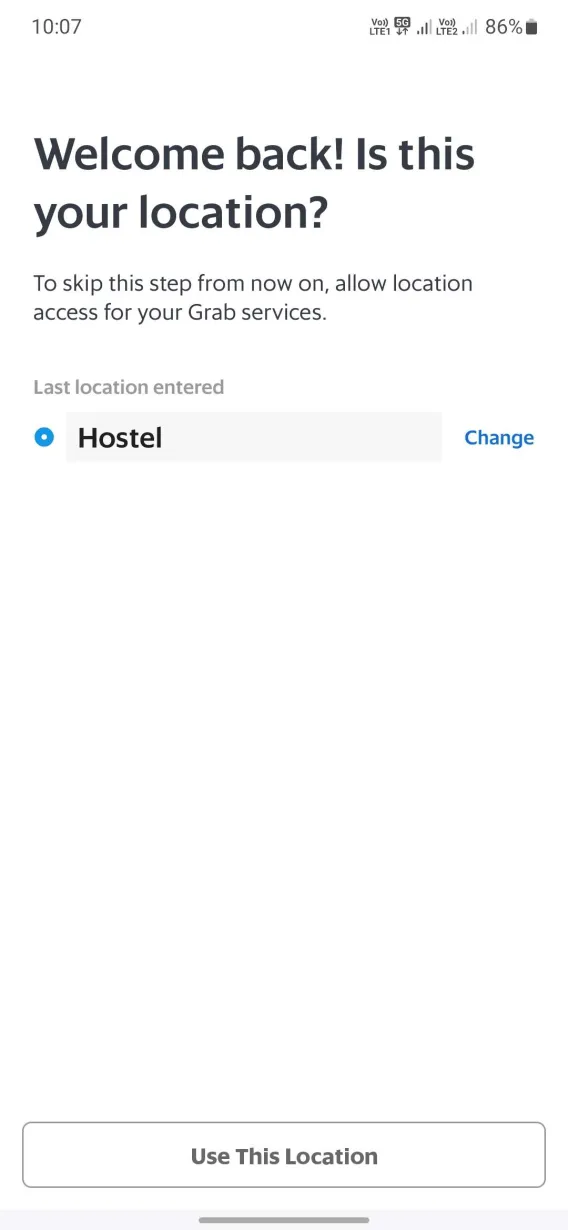 10:07
Vo)) LTE1 5G Vo)) LTE2 86%
Welcome back! Is this
your location?
To skip this step from now on, allow location
access for your Grab services.
Last location entered
Hostel Change
Use This Location